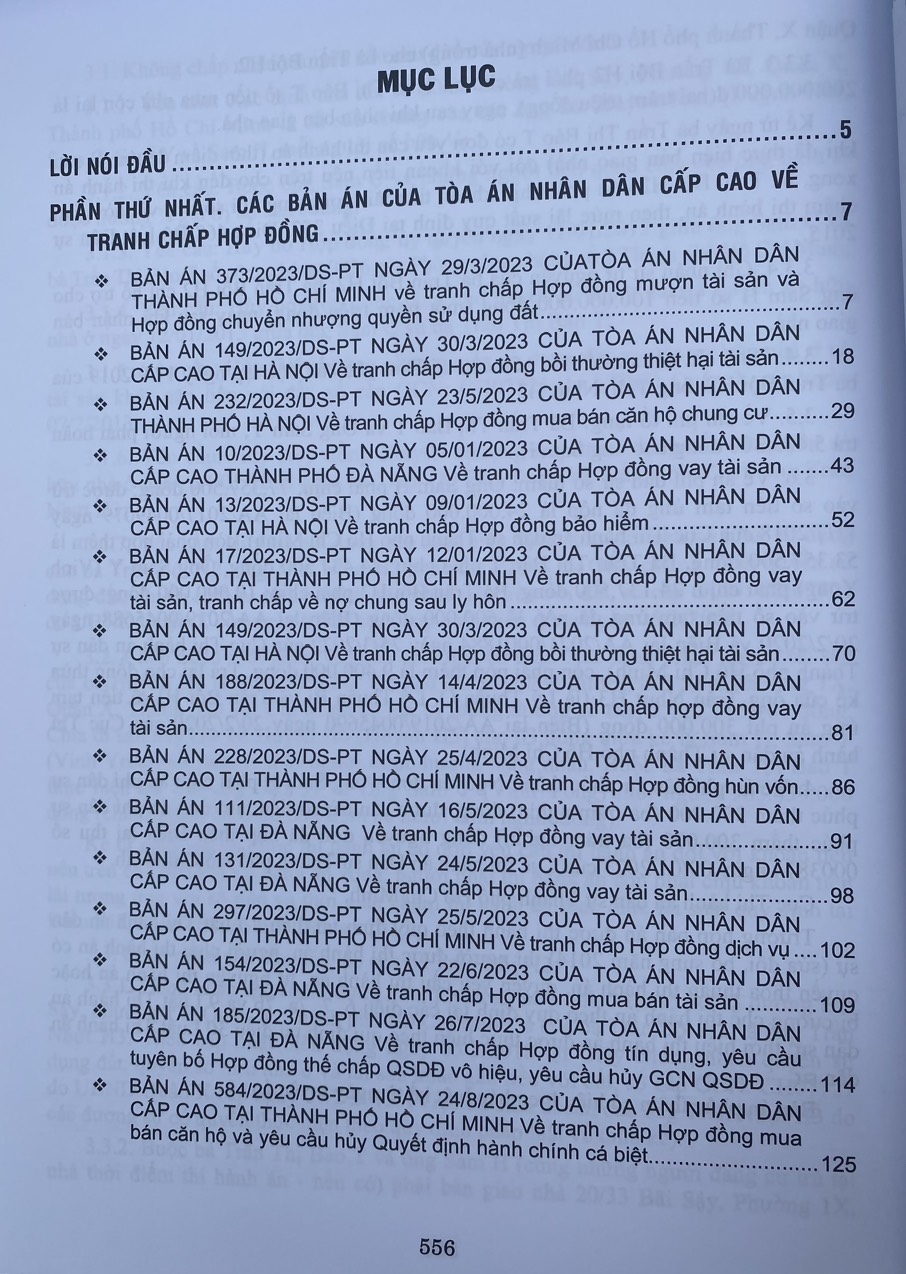 MỤC LỤC
LỜI NÓI ĐẦU ........................................5
PHẦN THỨ NHẤT. CÁC BẢN ÁN CỦA TÒA ÁN NHÂN DÂN CẤP CAO VỀ
TRANH CHẤP HỢP ĐỒNG........................................7
❖ BẢN ÁN 373/2023/DS-PT NGÀY 29/3/2023 CỦATÒA ÁN NHÂN DÂN
THÀNH PHỐ HỒ CHÍ MINH về tranh chấp Hợp đồng mượn tài sản và
Hợp đồng chuyển nhượng quyền sử dụng đất........................................7
❖ BẢN ÁN 149/2023/DS-PT NGÀY 30/3/2023 CỦA TÒA ÁN NHÂN DÂN
CẤP CAO TẠI HÀ NỘI Về tranh chấp Hợp đồng bồi thường thiệt hại tài sản........18
❖ BẢN ÁN 232/2023/DS-PT NGÀY 23/5/2023 CỦA TÒA ÁN NHÂN DÂN
THÀNH PHỐ HÀ NỘI Về tranh chấp Hợp đồng mua bán căn hộ chung cư.........29
❖ BẢN ÁN 10/2023/DS-PT NGÀY 05/01/2023 CỦA TÒA ÁN NHÂN DÂN
CẤP CAO THÀNH PHỐ ĐÀ NẴNG Về tranh chấp Hợp đồng vay tài sản ......43
❖ BẢN ÁN 13/2023/DS-PT NGÀY 09/01/2023 CỦA TÒA ÁN NHÂN DÂN
CẤP CAO TẠI HÀ NỘI Về tranh chấp Hợp đồng bảo hiểm..............................52
❖ BẢN ÁN 17/2023/DS-PT NGÀY 12/01/2023 CỦA TÒA ÁN NHÂN DÂN
CẤP CAO TẠI THÀNH PHỐ HỒ CHÍ MINH Về tranh chấp Hợp đồng vay
tài sản, tranh chấp về nợ chung sau ly hôn ........................................62
❖ BẢN ÁN 149/2023/DS-PT NGÀY 30/3/2023 CỦA TÒA ÁN NHÂN DÂN
CẤP CAO TẠI HÀ NỘI Về tranh chấp Hợp đồng bồi thường thiệt hại tài sản........70
❖ BẢN ÁN 188/2023/DS-PT NGÀY 14/4/2023 CỦA TÒA ÁN NHÂN DÂN
CẤP CAO TẠI THÀNH PHỐ HỒ CHÍ MINH Về tranh chấp hợp đồng vay
tài sản........................................81
❖ BẢN ÁN 228/2023/DS-PT NGÀY 25/4/2023 CỦA TÒA ÁN NHÂN DÂN
CẤP CAO TẠI THÀNH PHỐ HỒ CHÍ MINH Về tranh chấp Hợp đồng hùn vốn.....86
❖ BẢN ÁN 111/2023/DS-PT NGÀY 16/5/2023 CỦA TÒA ÁN NHÂN DÂN
CẤP CAO TẠI ĐÀ NẴNG Về tranh chấp Hợp đồng vay tài sản......................91
❖ BẢN ÁN 131/2023/DS-PT NGÀY 24/5/2023 CỦA TÒA ÁN NHÂN DÂN
CẤP CAO TẠI ĐÀ NẴNG Về tranh chấp Hợp đồng vay tài sản......................98
❖ BẢN ÁN 297/2023/DS-PT NGÀY 25/5/2023 CỦA TÒA ÁN NHÂN DÂN
CẤP CAO TẠI THÀNH PHỐ HỒ CHÍ MINH Về tranh chấp Hợp đồng dịch vụ ....102
❖ BẢN ÁN 154/2023/DS-PT NGÀY 22/6/2023 CỦA TÒA ÁN NHÂN DÂN
CẤP CAO TẠI ĐÀ NẴNG Về tranh chấp Hợp đồng mua bán tài sản .............109
❖ BẢN ÁN 185/2023/DS-PT NGÀY 26/7/2023 CỦA TÒA ÁN NHÂN DÂN
CẤP CAO TẠI ĐÀ NẴNG Về tranh chấp Hợp đồng tín dụng, yêu cầu
tuyên bố Hợp đồng thế chấp QSDĐ vô hiệu, yêu cầu hủy GCN QSDĐ ........114
❖ BẢN ÁN 584/2023/DS-PT NGÀY 24/8/2023 CỦA TÒA ÁN NHÂN DÂN
CẤP CAO TẠI THÀNH PHỐ HỒ CHÍ MINH Về tranh chấp Hợp đồng mua
bán căn hộ và yêu cầu hủy Quyết định hành chính cá biệt..........................125
556